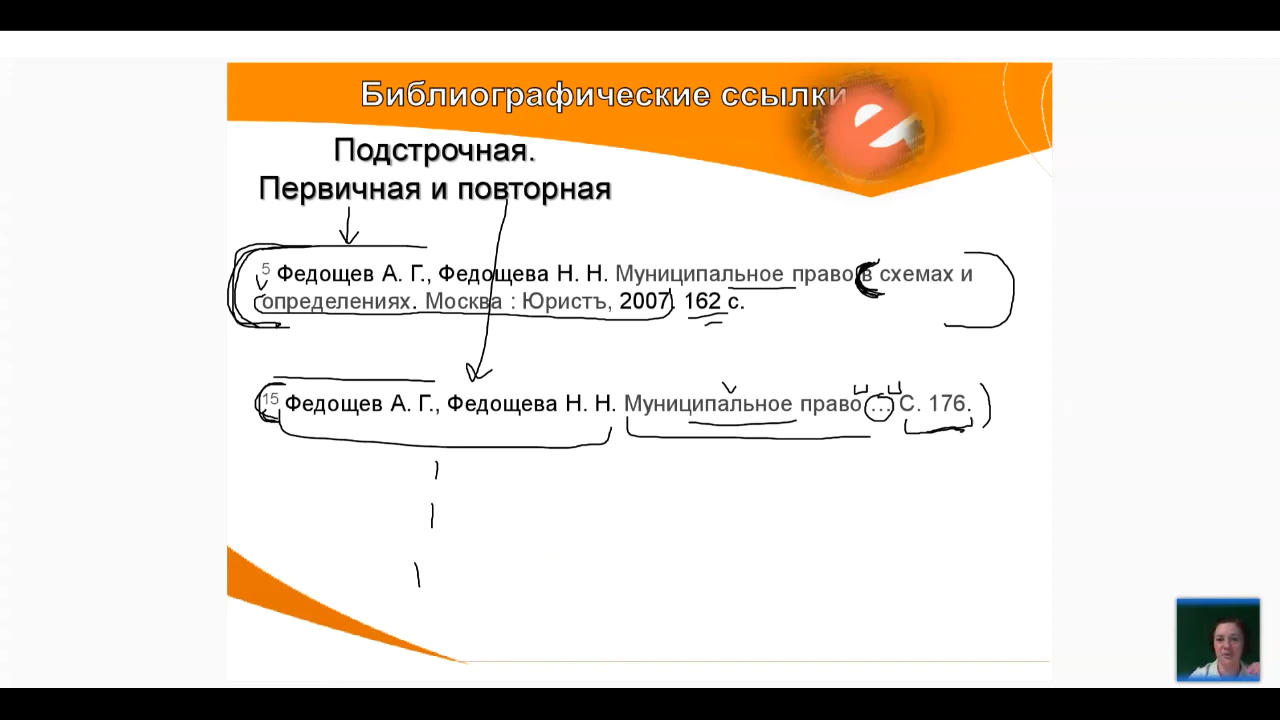 Библиографические ссылки
Подстрочная.
Первичная и повторная
5 Федощев А. Г., Федощева Н. Н. Муниципальное право в схемах и
определениях. Москва : Юристъ, 2007. 162 с.
15 Федощев А. Г., Федощева Н. Н. Муниципальное право ... С. 176.